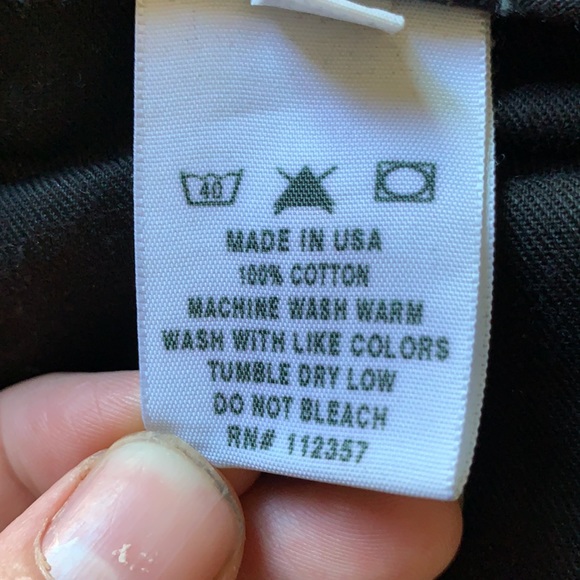 40
MADE IN USA
100% COTTON
MACHINE WASH WARM
WASH WITH LIKE COLORS
TUMBLE DRY LOW
DO NOT BLEACH
RN# 112357